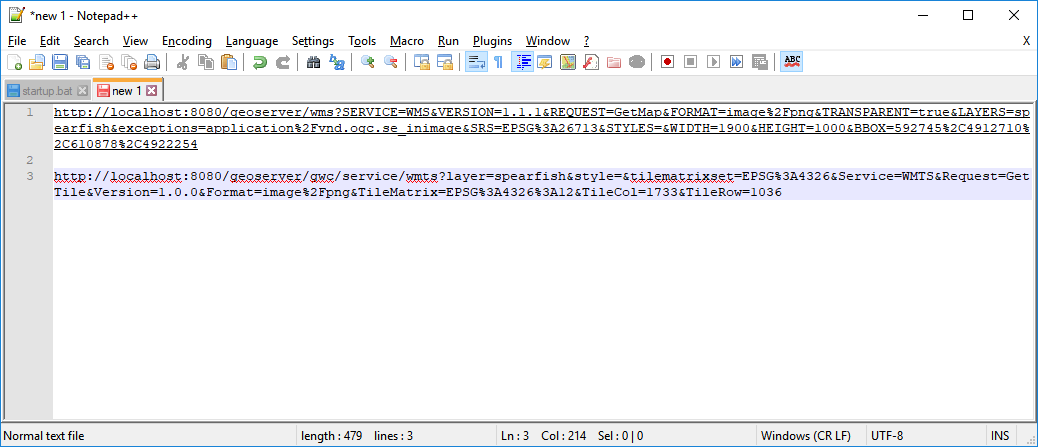 *new 1 - Notepad++
File Edit Search View Encoding Language Settings Tools Macro Run Plugins Window ? X
ABC
startup.bat new 1
1 http://localhost:8080/geoserver/wms?SERVICE=WMS&VERSION=1.1.1&REQUEST=GetMap&FORMAT=image%2Fpng&TRANSPARENT=true&LAYERS=sp
earfish&exceptions=application%2Fvnd.ogc.se_inimage&SRS=EPSG%3A26713&STYLES=&WIDTH=1900&HEIGHT=1000&BBOX=592745%2C4912710%
2C610878%2C4922254
2
3 http://localhost:8080/geoserver/gwc/service/wmts?layer=spearfish&style=&tilematrixset=EPSG%3A4326&Service=WMTS&Request=Get
Tile&Version=1.0.0&Format=image%2Fpng&TileMatrix=EPSG%3A4326%3A12&TileCol=1733&TileRow=1036
Normal text file length : 479 lines : 3 Ln : 3 Col : 214 Sel : 0 | 0 Windows (CR LF) UTF-8 INS